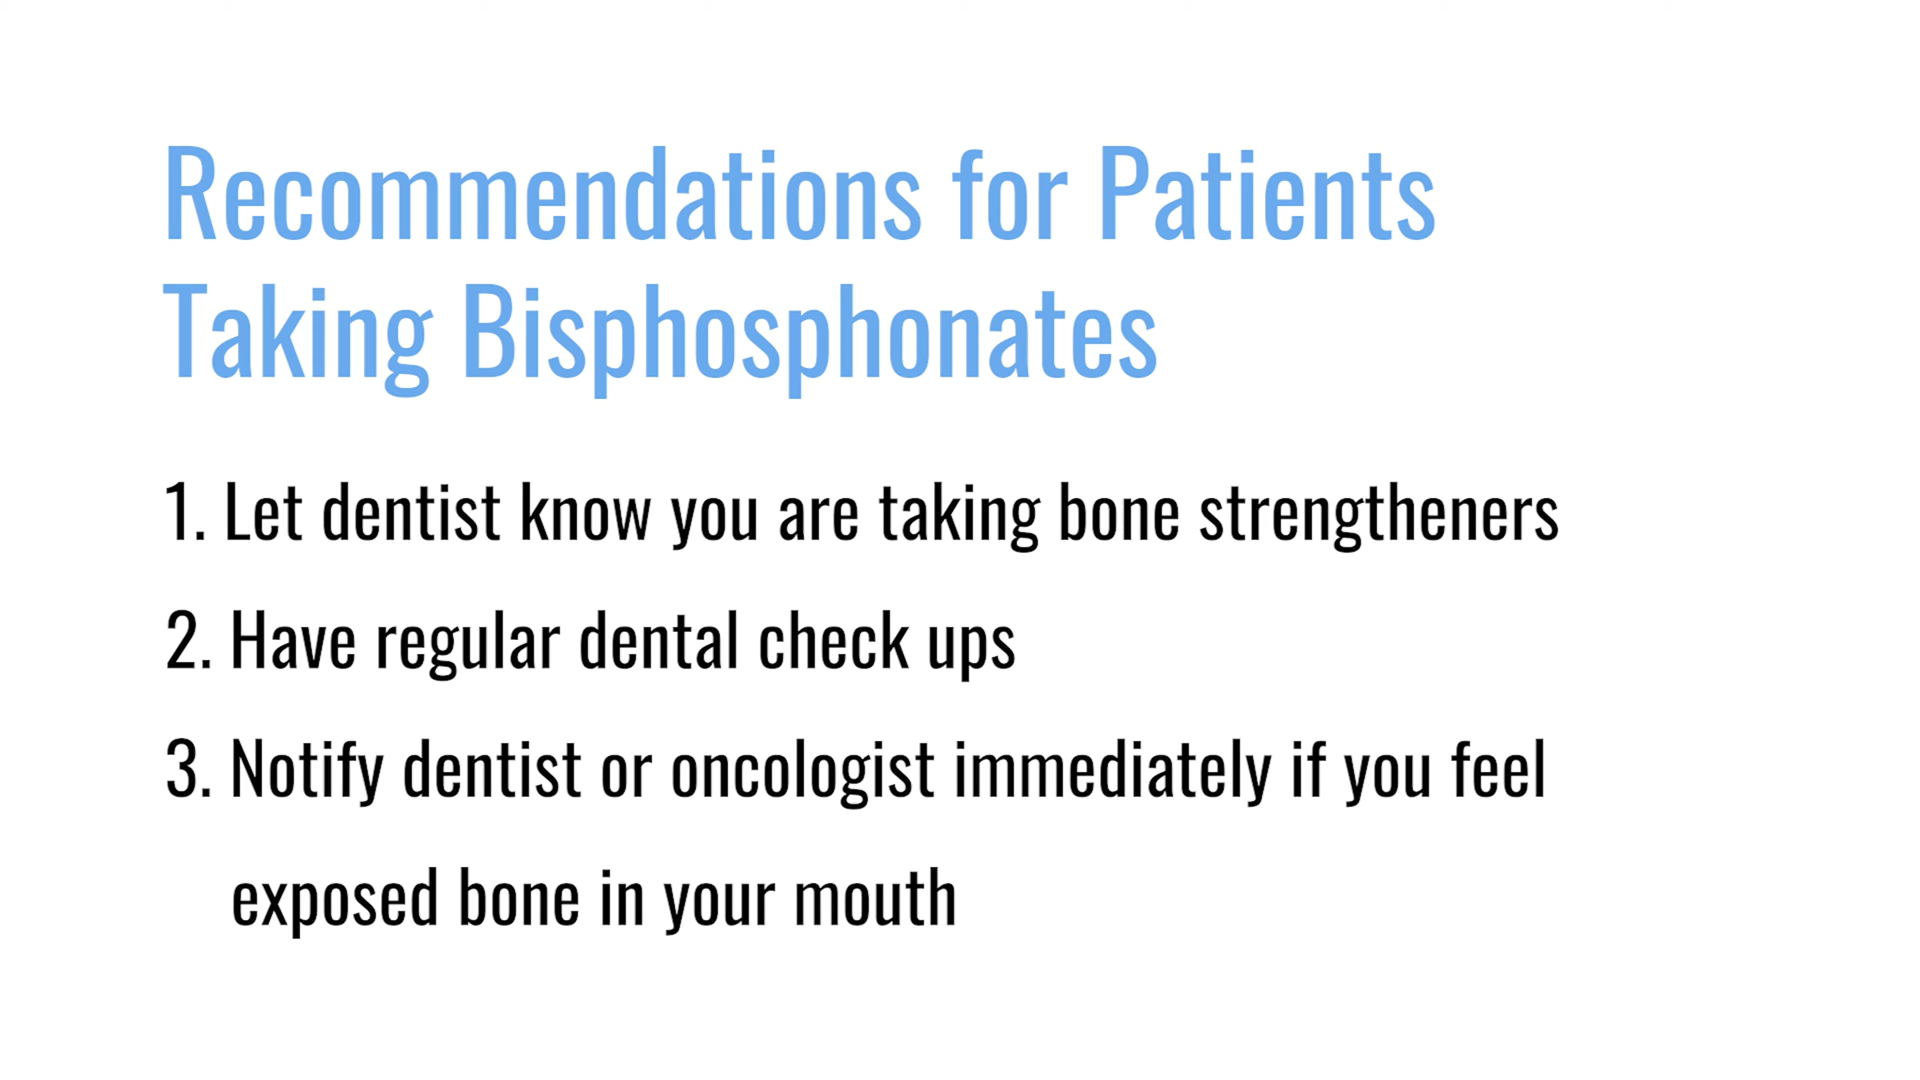 Recommendations for Patients
Taking Bisphosphonates
1. Let dentist know you are taking bone strengtheners
2. Have regular dental check ups
3. Notify dentist or oncologist immediately if you feel
exposed bone in your mouth